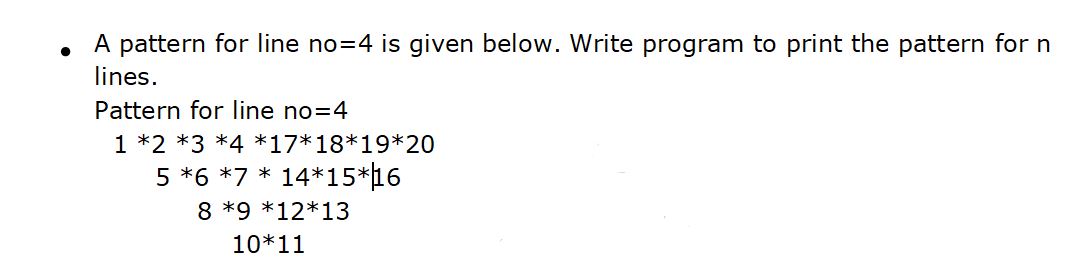 • A pattern for line no=4 is given below. Write program to print the pattern for n
lines.
Pattern for line no=4
1 *2 *3 *4 *17*18*19*20
5 *6 *7 * 14*15*16
8 *9 *12*13
10*11